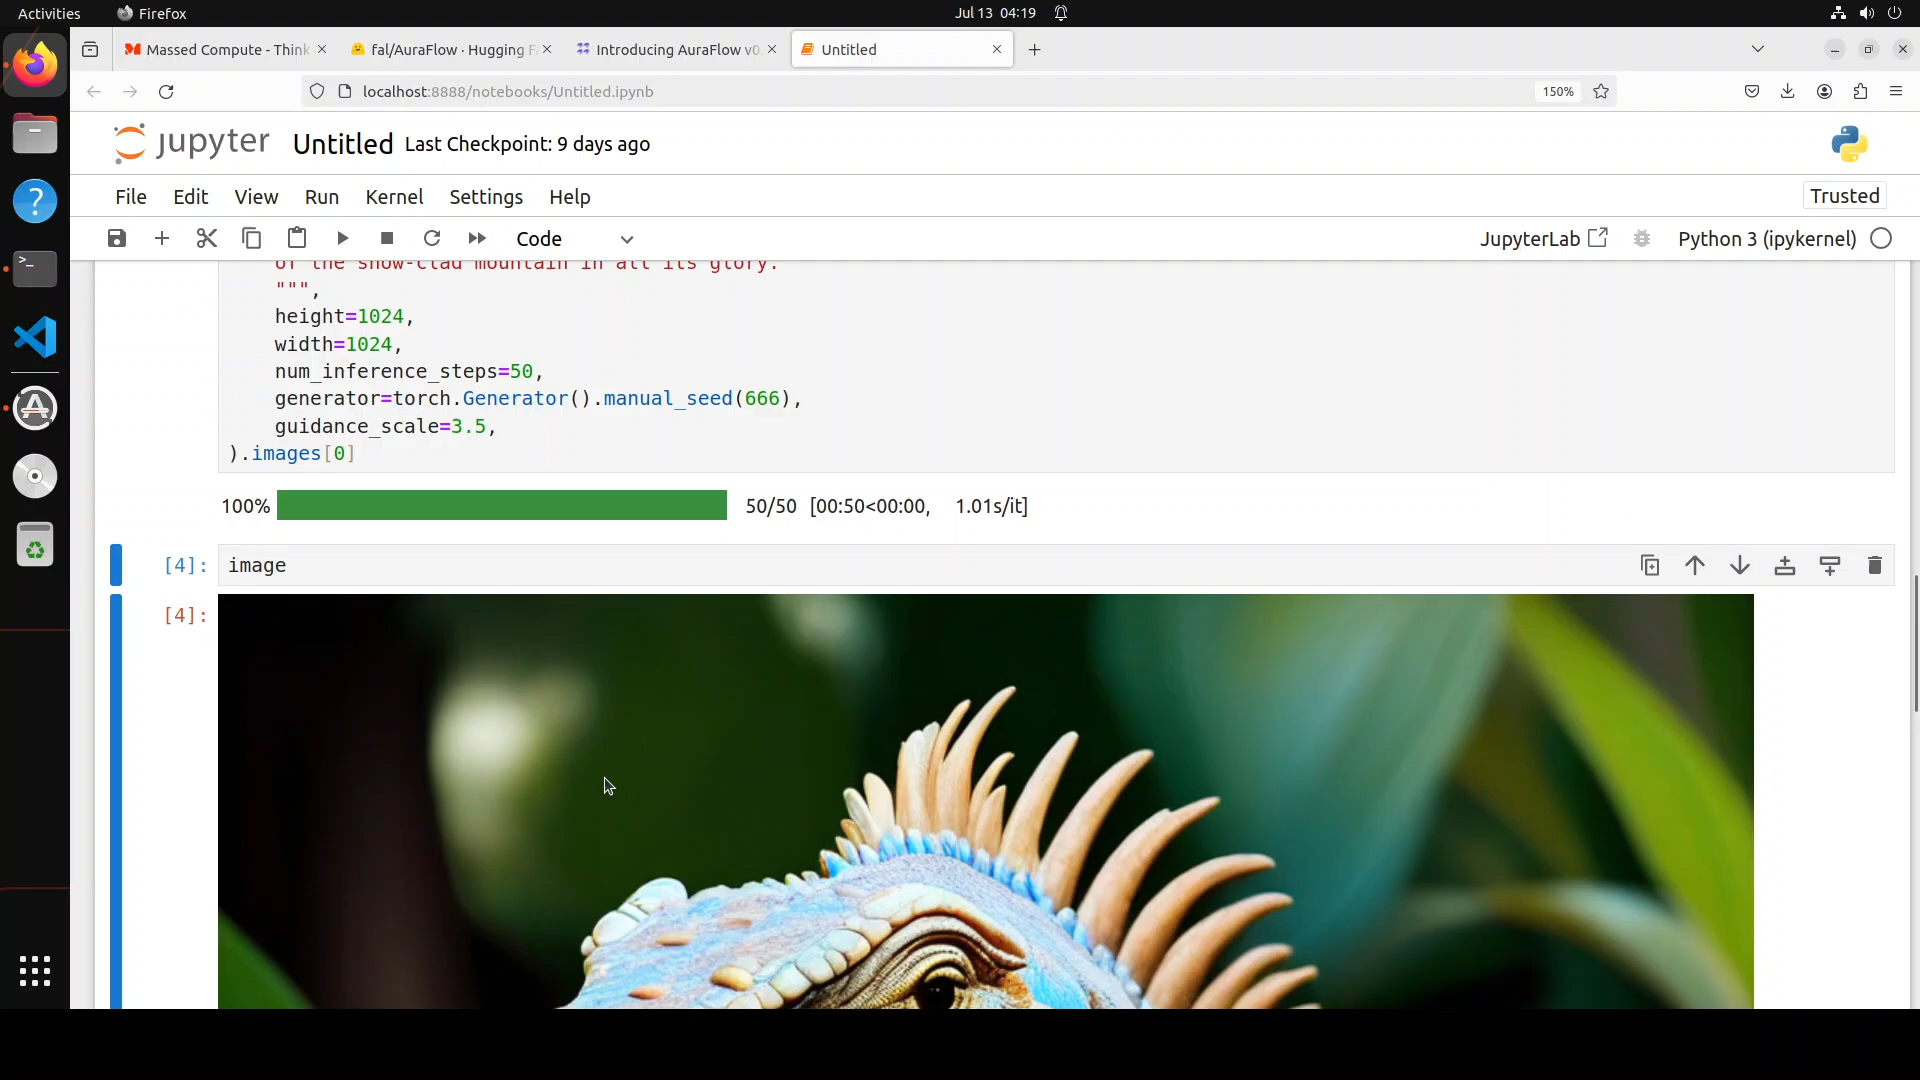 Activities
Firefox
Jul 13 04:19
Massed Compute - Think
fal/AuraFlow · Hugging F
Introducing AuraFlow v0.
Untitled
localhost:8888/notebooks/Untitled.ipynb
150%
jupyter
Untitled
Last Checkpoint: 9 days ago
File
Edit
View
Run
Kernel
Settings
Help
Trusted
Code
JupyterLab
Python 3 (ipykernel)
of the snow-clad mountain in all its glory.
""",
height=1024,
width=1024,
num_inference_steps=50,
generator=torch.Generator().manual_seed(666),
guidance_scale=3.5,
).images[0]
100%
50/50 [00:50<00:00, 1.01s/it]
[4]:
image
[4]: